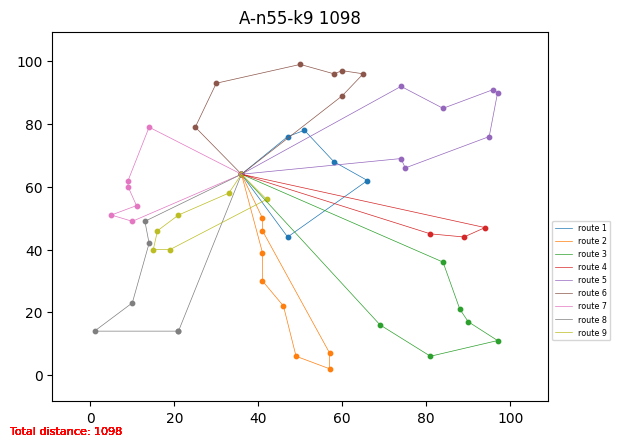 A-n55-k9 1098
100
80
60
40
20
0
0 20 40 60 80 100
route 1
route 2
route 3
route 4
route 5
route 6
route 7
route 8
route 9
Total distance: 1098